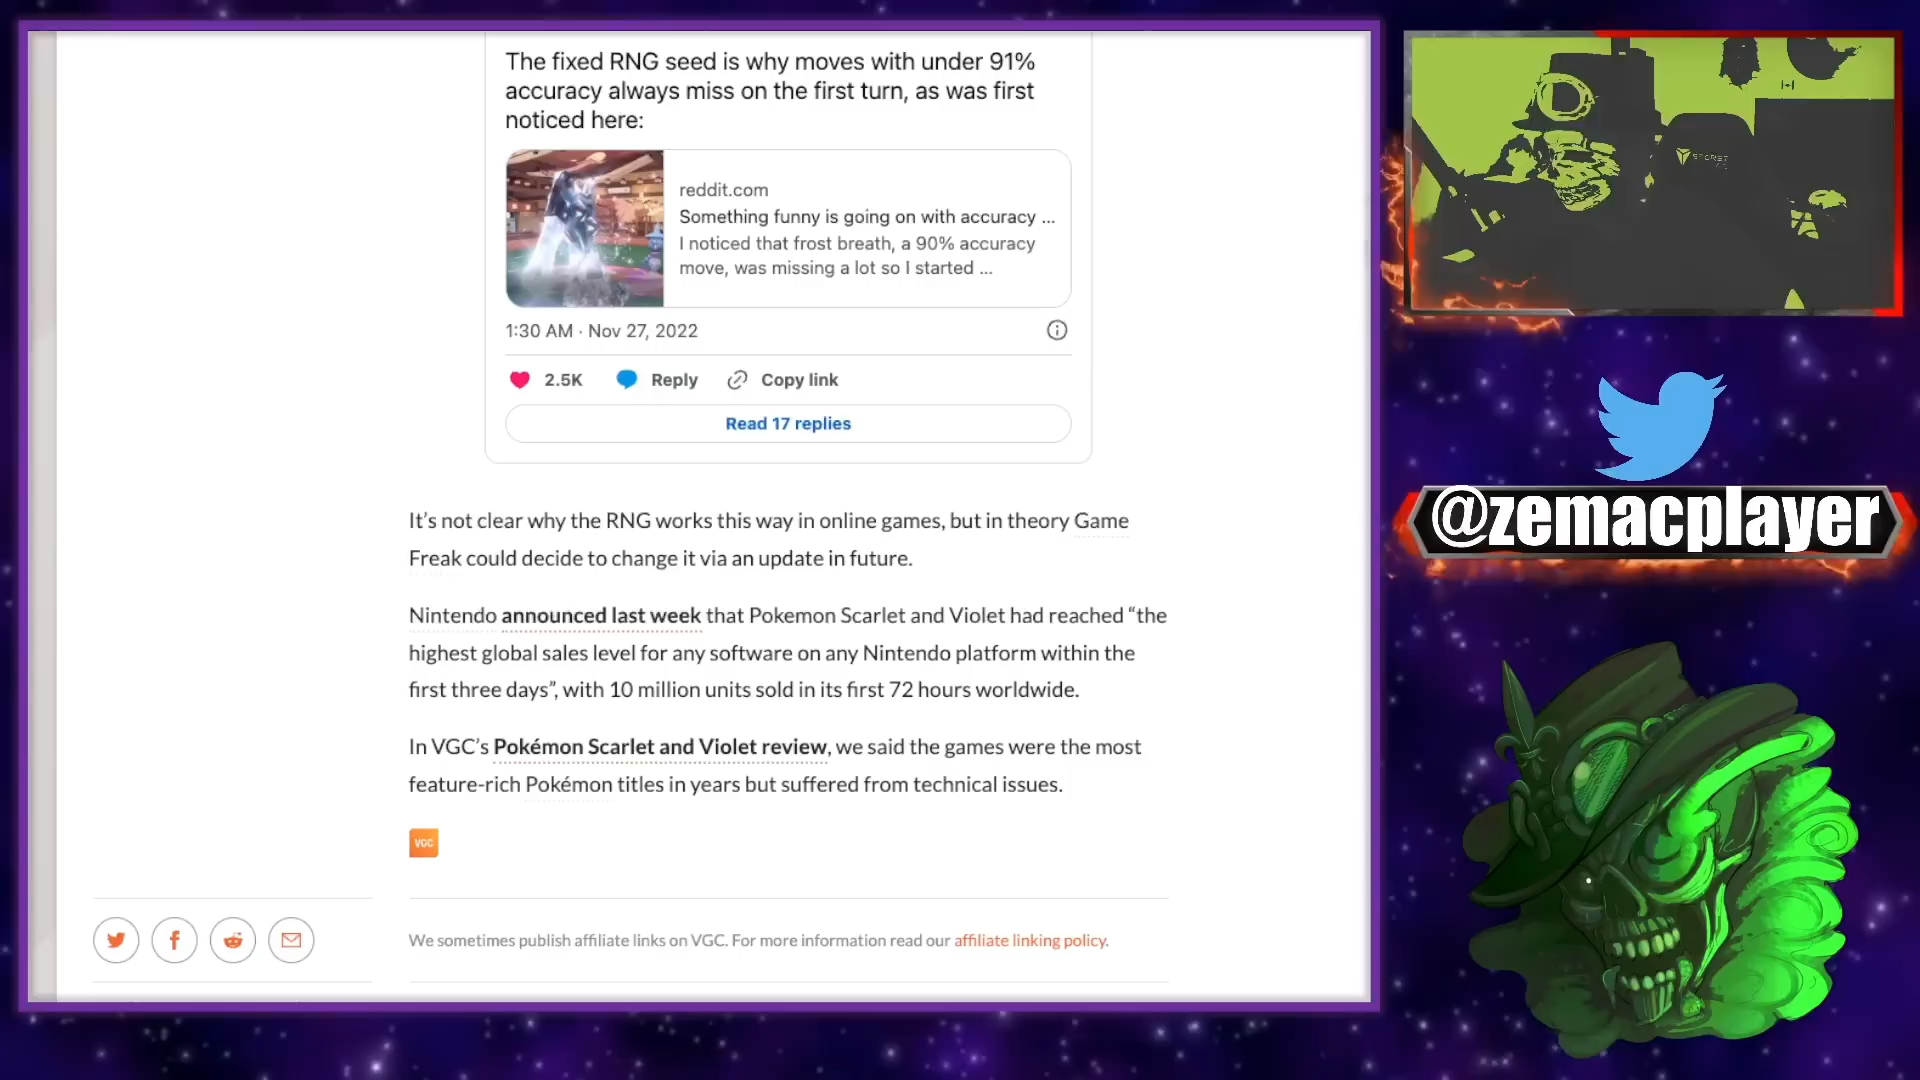 The fixed RNG seed is why moves with under 91%
accuracy always miss on the first turn, as was first
noticed here:
reddit.com
Something funny is going on with accuracy ...
I noticed that frost breath, a 90% accuracy
move, was missing a lot so I started ...
1:30 AM · Nov 27, 2022
2.5K Reply Copy link
Read 17 replies
It’s not clear why the RNG works this way in online games, but in theory Game
Freak could decide to change it via an update in future.
Nintendo announced last week that Pokemon Scarlet and Violet had reached “the
highest global sales level for any software on any Nintendo platform within the
first three days”, with 10 million units sold in its first 72 hours worldwide.
In VGC’s Pokémon Scarlet and Violet review, we said the games were the most
feature-rich Pokémon titles in years but suffered from technical issues.
VGC
We sometimes publish affiliate links on VGC. For more information read our affiliate linking policy.
SECRET
@zemacplayer